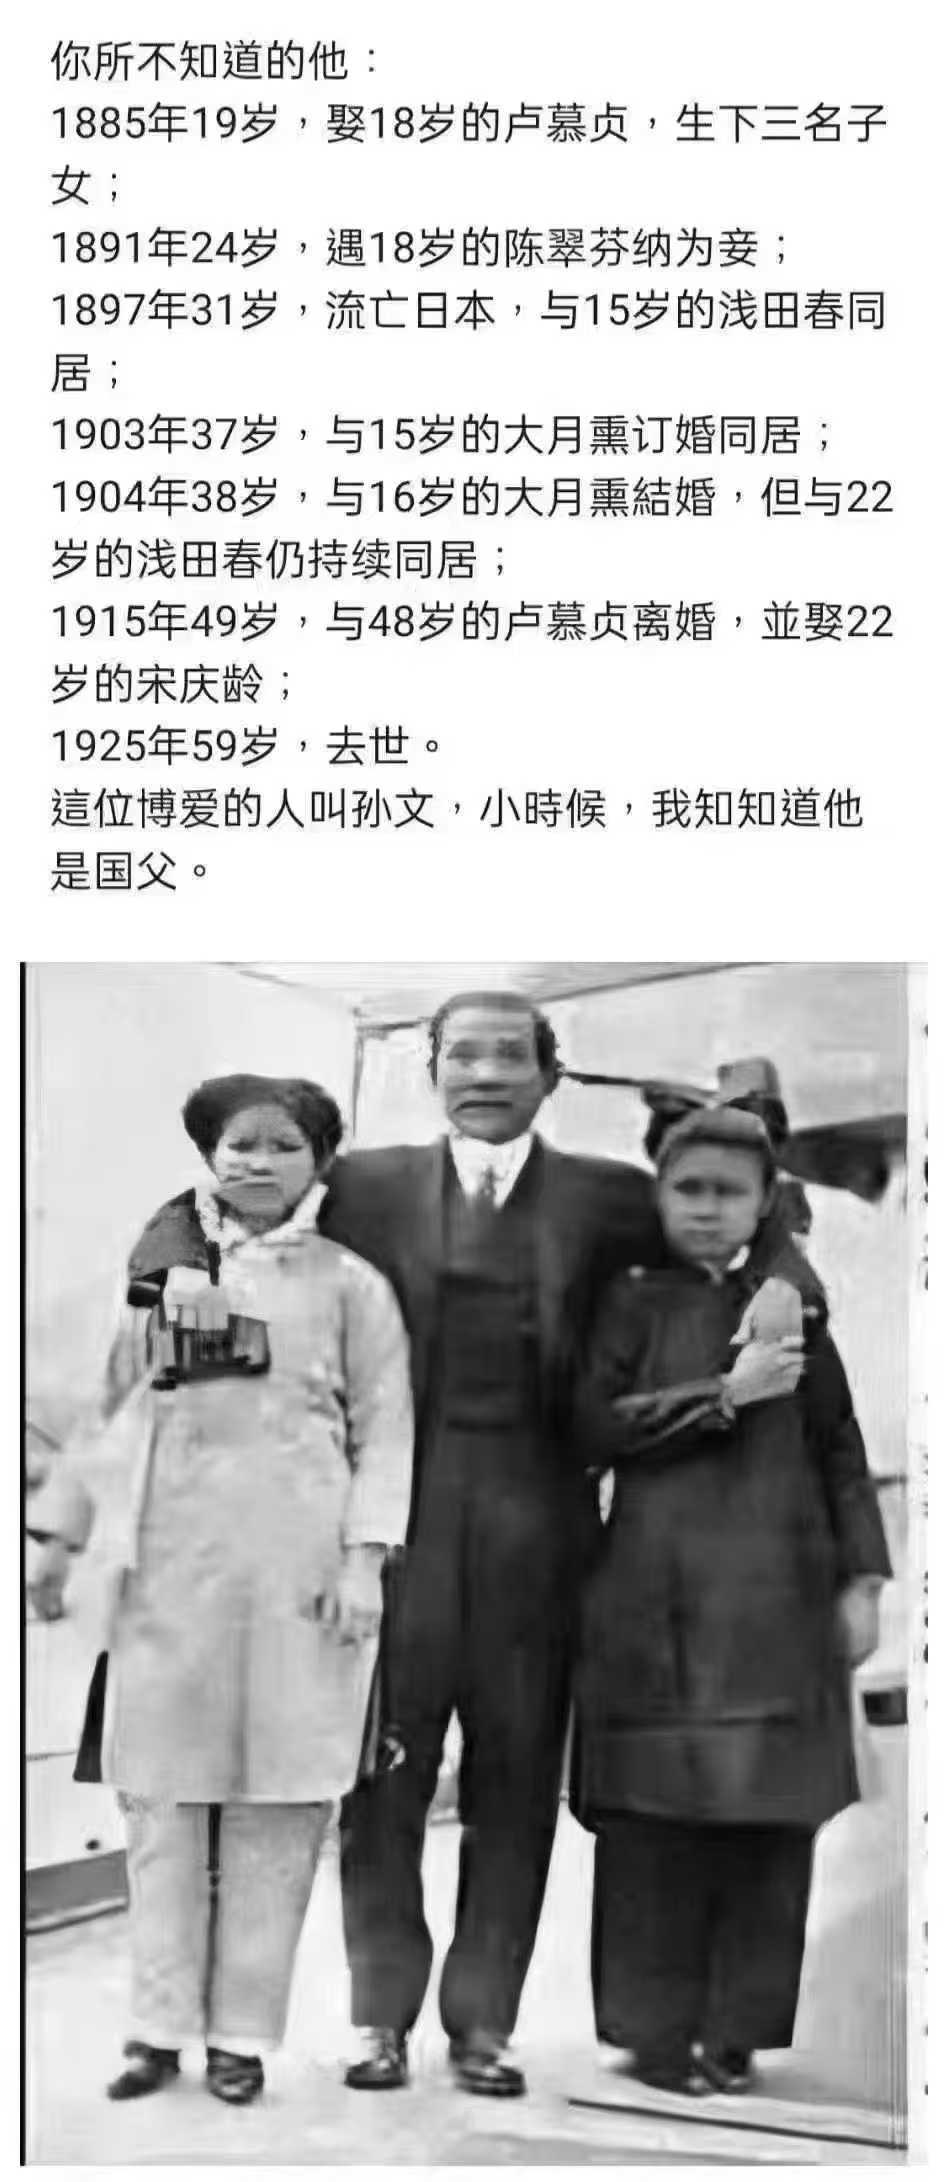 你所不知道的他：
1885年19岁，娶18岁的卢慕贞，生下三名子
女；
1891年24岁，遇18岁的陈翠芬纳为妾；
1897年31岁，流亡日本，与15岁的浅田春同
居；
1903年37岁，与15岁的大月薰订婚同居；
1904年38岁，与16岁的大月薰結婚，但与22
岁的浅田春仍持续同居；
1915年49岁，与48岁的卢慕贞离婚，並娶22
岁的宋庆龄；
1925年59岁，去世。
這位博爱的人叫孙文，小時候，我知知道他
是国父。